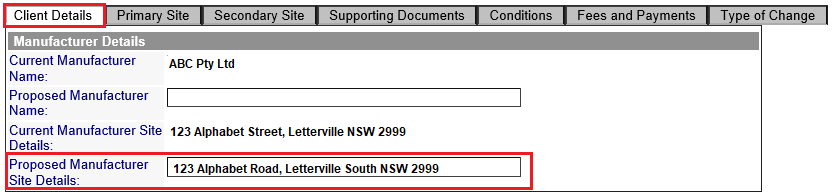 Client Details Primary Site Secondary Site Supporting Documents Conditions Fees and Payments Type of Change
Manufacturer Details
Current Manufacturer
Name:
ABC Pty Ltd
Proposed Manufacturer
Name:
Current Manufacturer Site
Details:
123 Alphabet Street, Letterville NSW 2999
Proposed Manufacturer
Site Details:
123 Alphabet Road, Letterville South NSW 2999